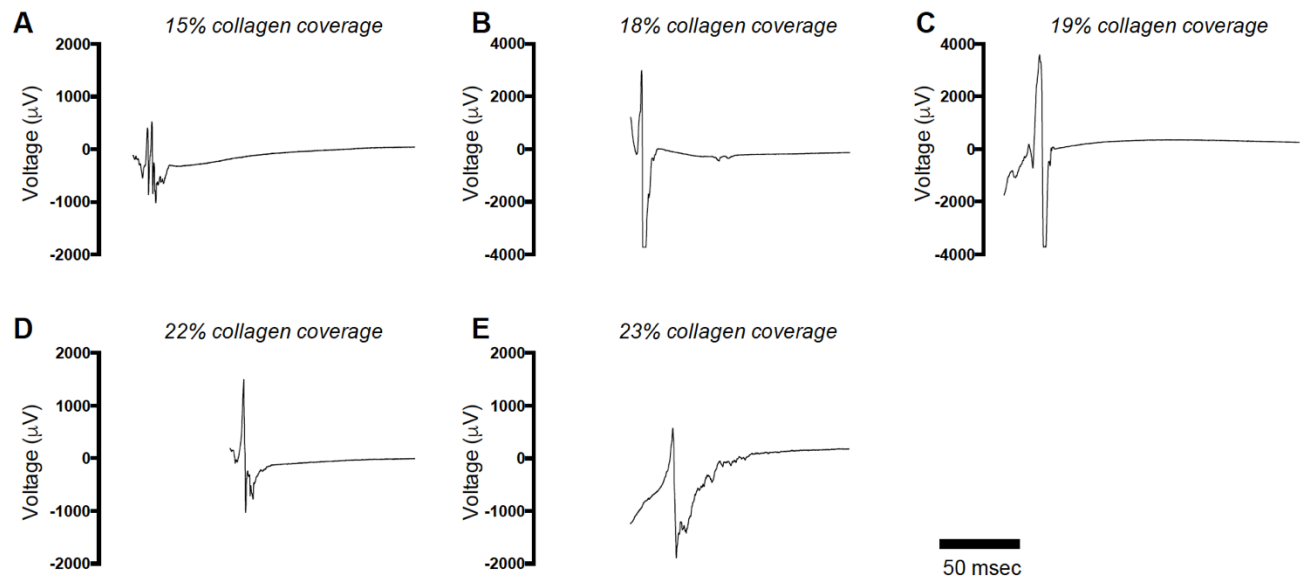 A
15% collagen coverage
Voltage (µV)
2000
1000
0
-1000
-2000
B
18% collagen coverage
Voltage (µV)
4000
2000
0
-2000
-4000
C
19% collagen coverage
Voltage (µV)
4000
2000
0
-2000
-4000
D
22% collagen coverage
Voltage (µV)
2000
1000
0
-1000
-2000
E
23% collagen coverage
Voltage (µV)
2000
1000
0
-1000
-2000
50 msec